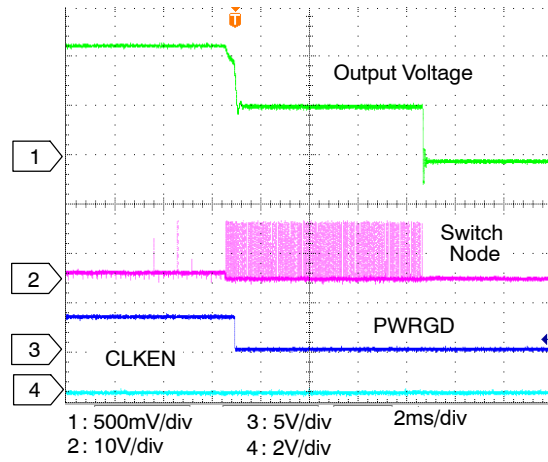 T
Output Voltage
1
Switch
Node
2
PWRGD
3
CLKEN
4
1 : 500mV/div 3 : 5V/div 2ms/div
2 : 10V/div 4 : 2V/div